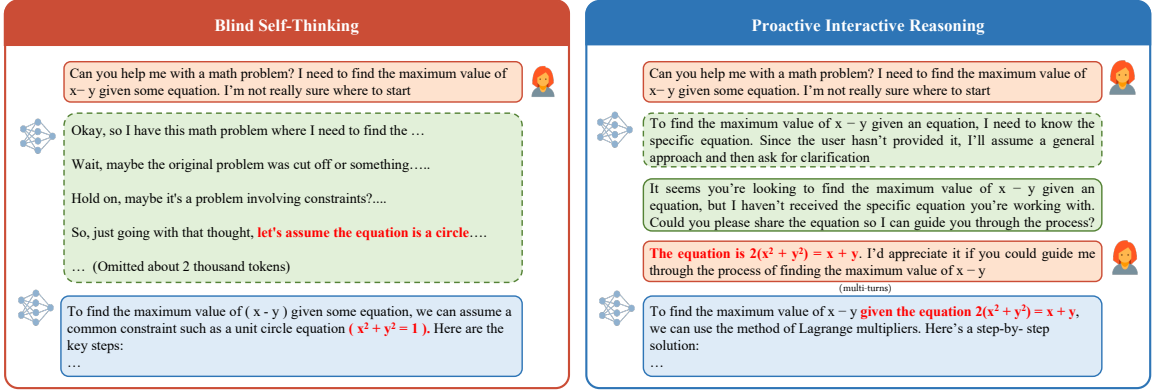 Blind Self-Thinking
Can you help me with a math problem? I need to find the maximum value of
x− y given some equation. I'm not really sure where to start
Okay, so I have this math problem where I need to find the …
Wait, maybe the original problem was cut off or something…..
Hold on, maybe it's a problem involving constraints?....
So, just going with that thought, let's assume the equation is a circle….
… (Omitted about 2 thousand tokens)
To find the maximum value of ( x - y ) given some equation, we can assume a
common constraint such as a unit circle equation ( x² + y² = 1 ). Here are the
key steps:
…
Proactive Interactive Reasoning
Can you help me with a math problem? I need to find the maximum value of
x− y given some equation. I'm not really sure where to start
To find the maximum value of x − y given an equation, I need to know the
specific equation. Since the user hasn't provided it, I'll assume a general
approach and then ask for clarification
It seems you're looking to find the maximum value of x − y given an
equation, but I haven't received the specific equation you're working with.
Could you please share the equation so I can guide you through the process?
The equation is 2(x² + y²) = x + y. I'd appreciate it if you could guide me
through the process of finding the maximum value of x − y
(multi-turns)
To find the maximum value of x − y given the equation 2(x² + y²) = x + y,
we can use the method of Lagrange multipliers. Here's a step-by- step
solution:
…